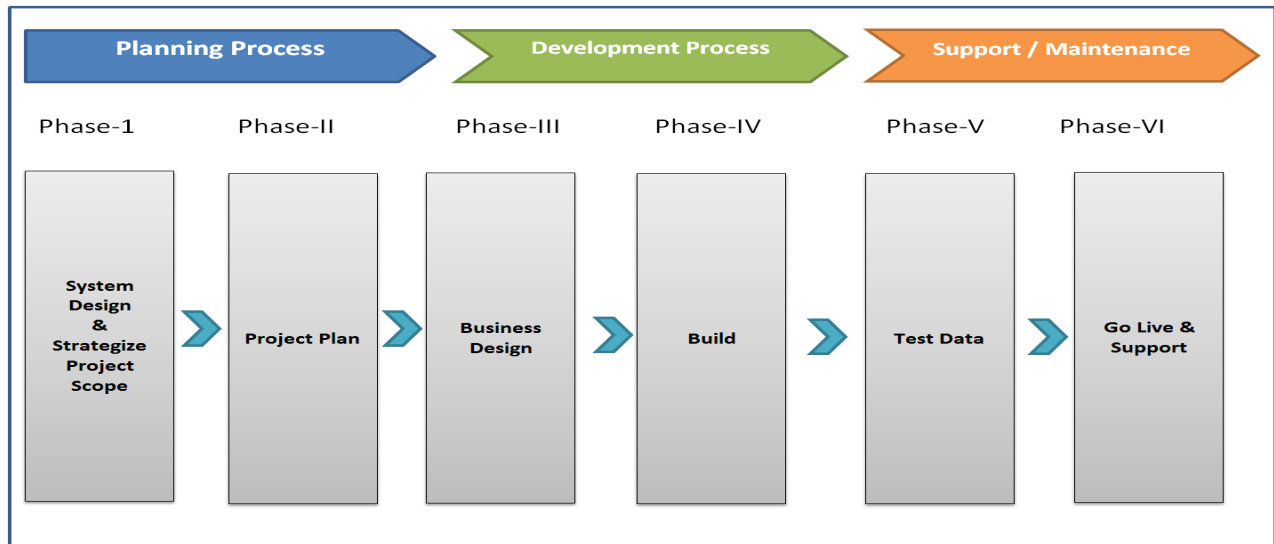 Planning Process
Development Process
Support / Maintenance
Phase-1
Phase-II
Phase-III
Phase-IV
Phase-V
Phase-VI
System
Design
&
Strategize
Project
Scope
Project Plan
Business
Design
Build
Test Data
Go Live &
Support